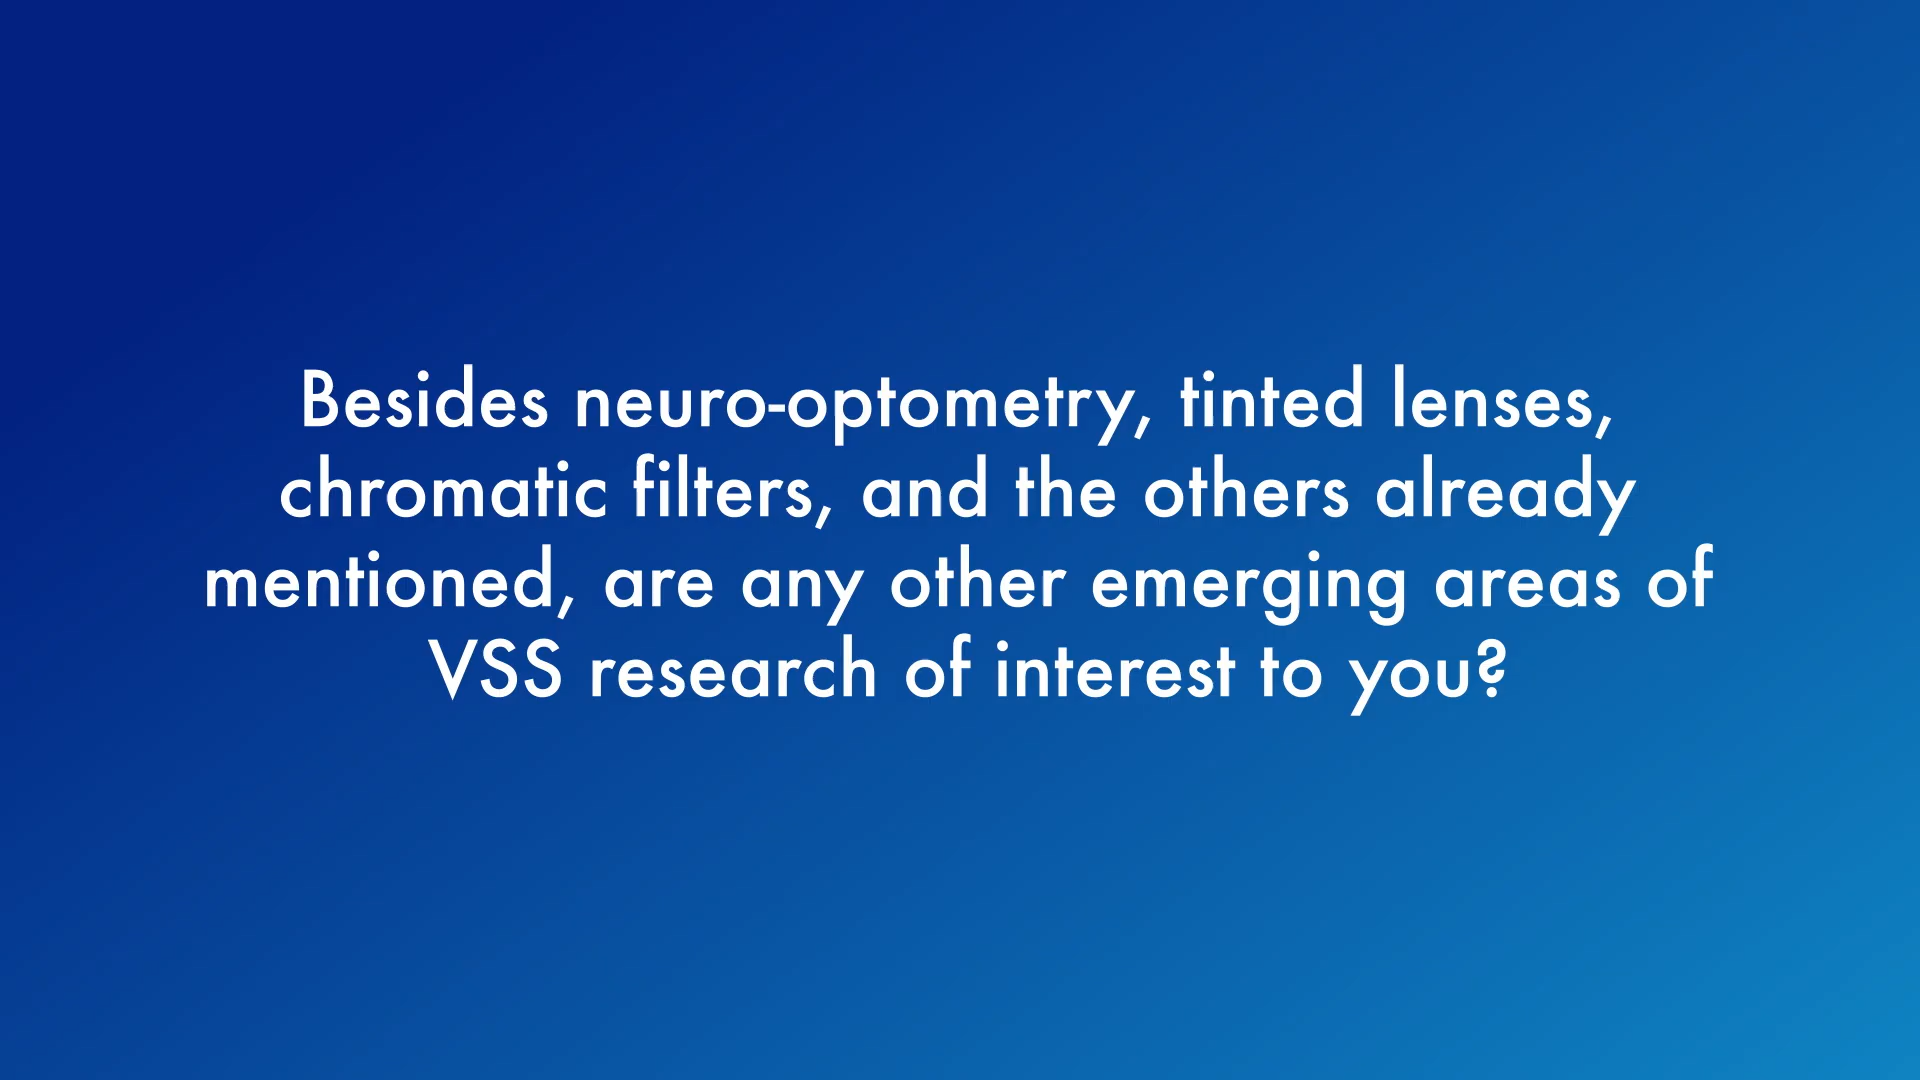 Besides neuro-optometry, tinted lenses,
chromatic filters, and the others already
mentioned, are any other emerging areas of
VSS research of interest to you?